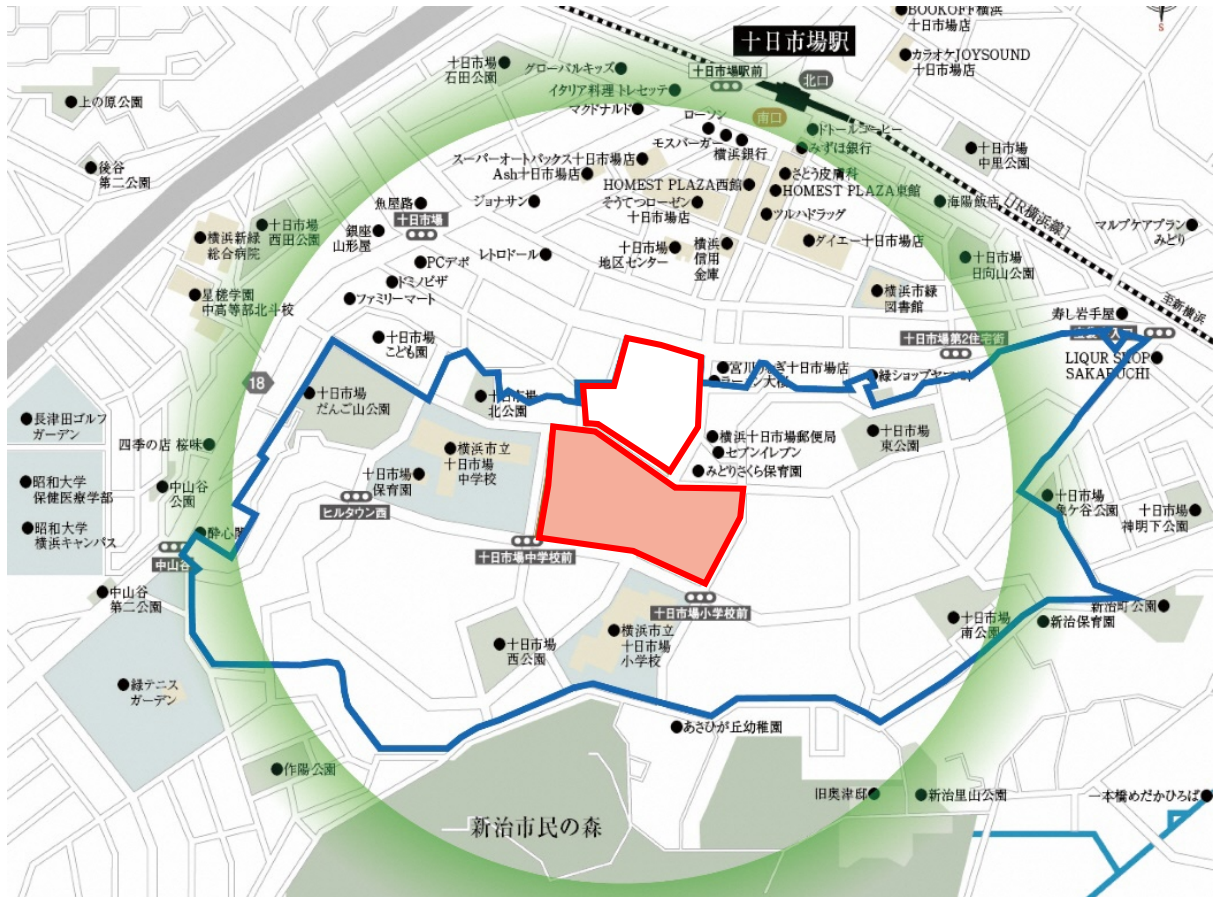 BOOKOFF横浜
十日市場店
S
十日市場駅
カラオケJOYSOUND
十日市場店
十日市場
石田公園
グローバルキッズ
十日市場駅前
北口
イタリア料理 トレセッテ
上の原公園
マクドナルド
南口
ローソン
ドトールコーヒー
モスバーガー
横浜銀行
みずほ銀行
十日市場
中里公園
後谷
第二公園
スーパーオートバックス十日市場店
Ash十日市場店
さとう皮膚科
HOMEST PLAZA西館
HOMEST PLAZA東館
魚屋路
ジョナサン
そうてつローゼン
十日市場店
海陽飯店
[JR横浜線]
十日市場
ツルハドラッグ
十日市場
西田公園
横浜新緑
総合病院
銀座
山形屋
マルブケアプラン
みどり
十日市場
地区センター
横浜
信用
金庫
ダイエー十日市場店
レトロドール
PCデポ
十日市場
日向山公園
ドミノピザ
星槎学園
中高等部北斗校
ファミリーマート
横浜市緑
図書館
至新横浜
寿し岩手屋
十日市場
こども園
十日市場第2住宅街
LIQUR SHOP
SAKAGUCHI
18
十日市場店
十日市場
だんご山公園
十日市場
北公園
長津田ゴルフ
ガーデン
四季の店 桜味
横浜市立
十日市場
中学校
横浜十日市場郵便局
セブンイレブン
みどりさくら保育園
十日市場
東公園
十日市場
保育園
昭和大学
保健医療学部
中山谷
公園
ヒルタウン西
十日市場
亀ケ谷公園
十日市場
神明下公園
昭和大学
横浜キャンパス
中山谷
十日市場中学校前
中山谷
第二公園
十日市場小学校前
新治町公園
十日市場
南公園
新治保育園
十日市場
西公園
横浜市立
十日市場
小学校
緑テニス
ガーデン
あさひが丘幼稚園
作陽公園
旧奥津邸
新治里山公園
一本橋めだかひろば
新治市民の森